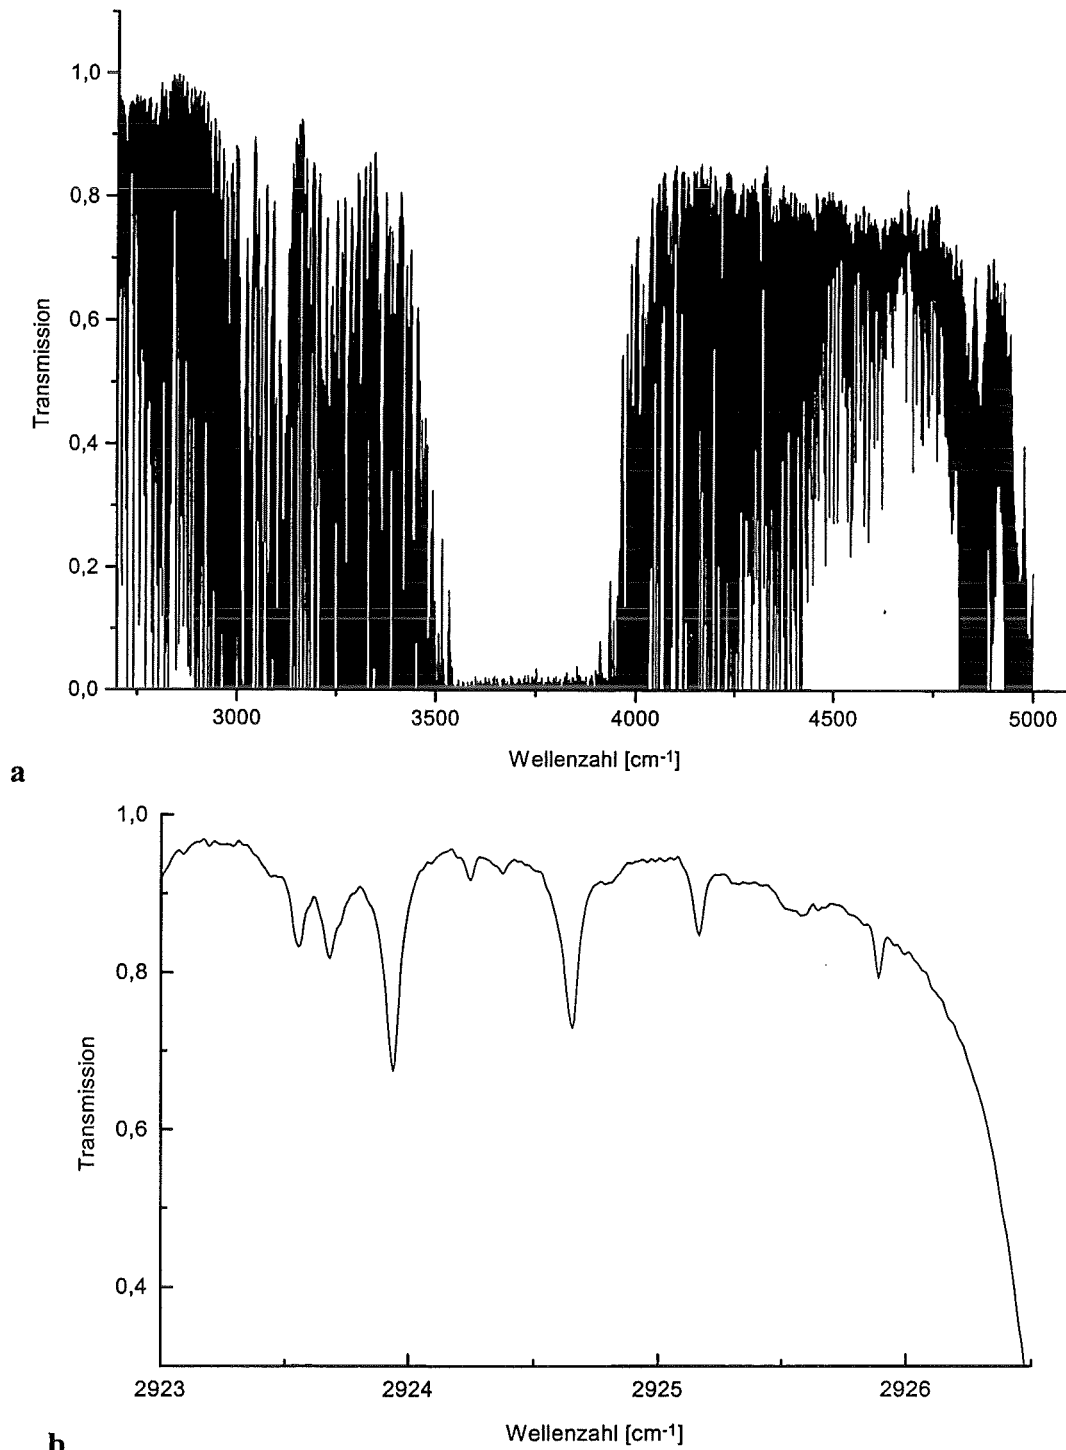 1,0
0,8
0,6
0,4
0,2
0,0
Transmission
3000 3500 4000 4500 5000
Wellenzahl [cm-1]
a
1,0
0,8
0,6
0,4
Transmission
2923 2924 2925 2926
Wellenzahl [cm-1]
b